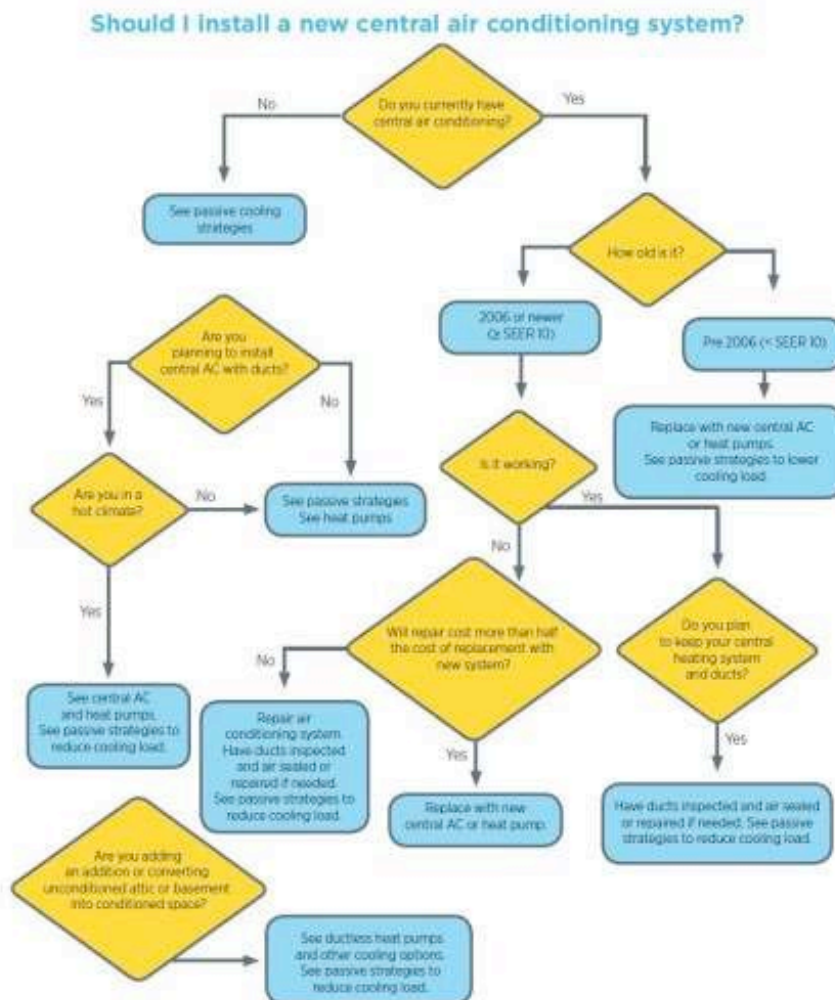 Should I install a new central air conditioning system?
No
Do you currently have
central air conditioning?
Yes
See passive cooling
strategies
How old is it?
2006 or newer
(≥ SEER 10)
Pre 2006 (< SEER 10)
Are you
planning to install
central AC with ducts?
Yes
No
Replace with new central AC
or heat pumps.
See passive strategies to lower
cooling load.
Is it working?
Are you in a
hot climate?
No
See passive strategies
See heat pumps
Yes
No
Yes
Will repair cost more than half
the cost of replacement with
new system?
Do you plan
to keep your central
heating system
and ducts?
No
See central AC
and heat pumps.
See passive strategies to
reduce cooling load.
Repair air
conditioning system.
Have ducts inspected
and air sealed or
repaired if needed.
See passive strategies to
reduce cooling load.
Yes
Yes
Replace with new
central AC or heat pump.
Have ducts inspected and air sealed
or repaired if needed. See passive
strategies to reduce cooling load.
Are you adding
an addition or converting
unconditioned attic or basement
into conditioned space?
See ductless heat pumps
and other cooling options.
See passive strategies to
reduce cooling load.